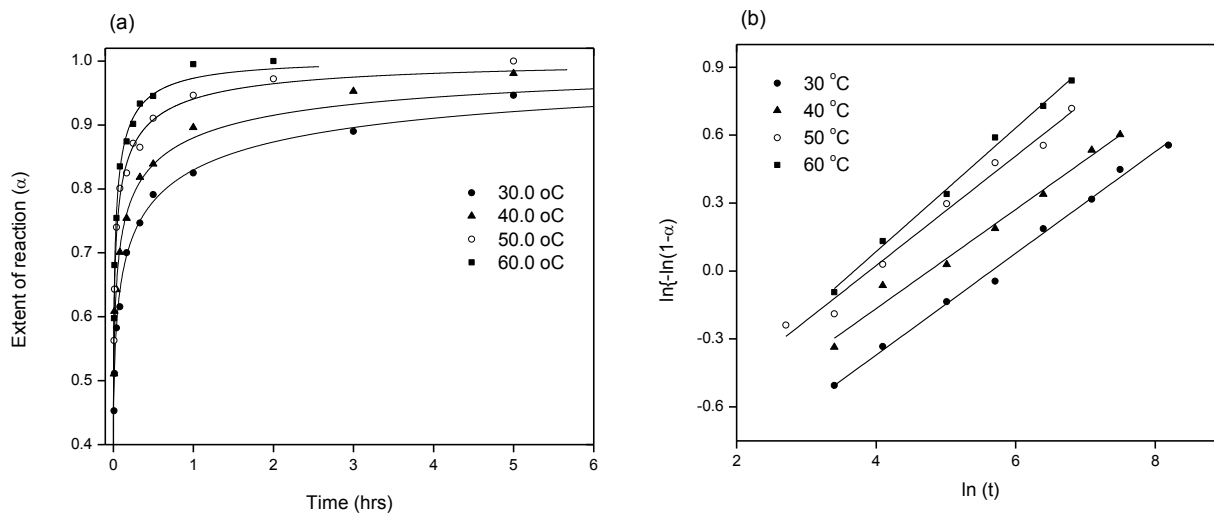 (a)
Extent of reaction (α)
1.0
0.9
0.8
0.7
0.6
0.5
0.4
30.0 oC
40.0 oC
50.0 oC
60.0 oC
0 1 2 3 4 5 6
Time (hrs)
(b)
ln{-ln(1-α)
0.9
0.6
0.3
0.0
-0.3
-0.6
30 °C
40 °C
50 °C
60 °C
2 4 6 8
ln (t)